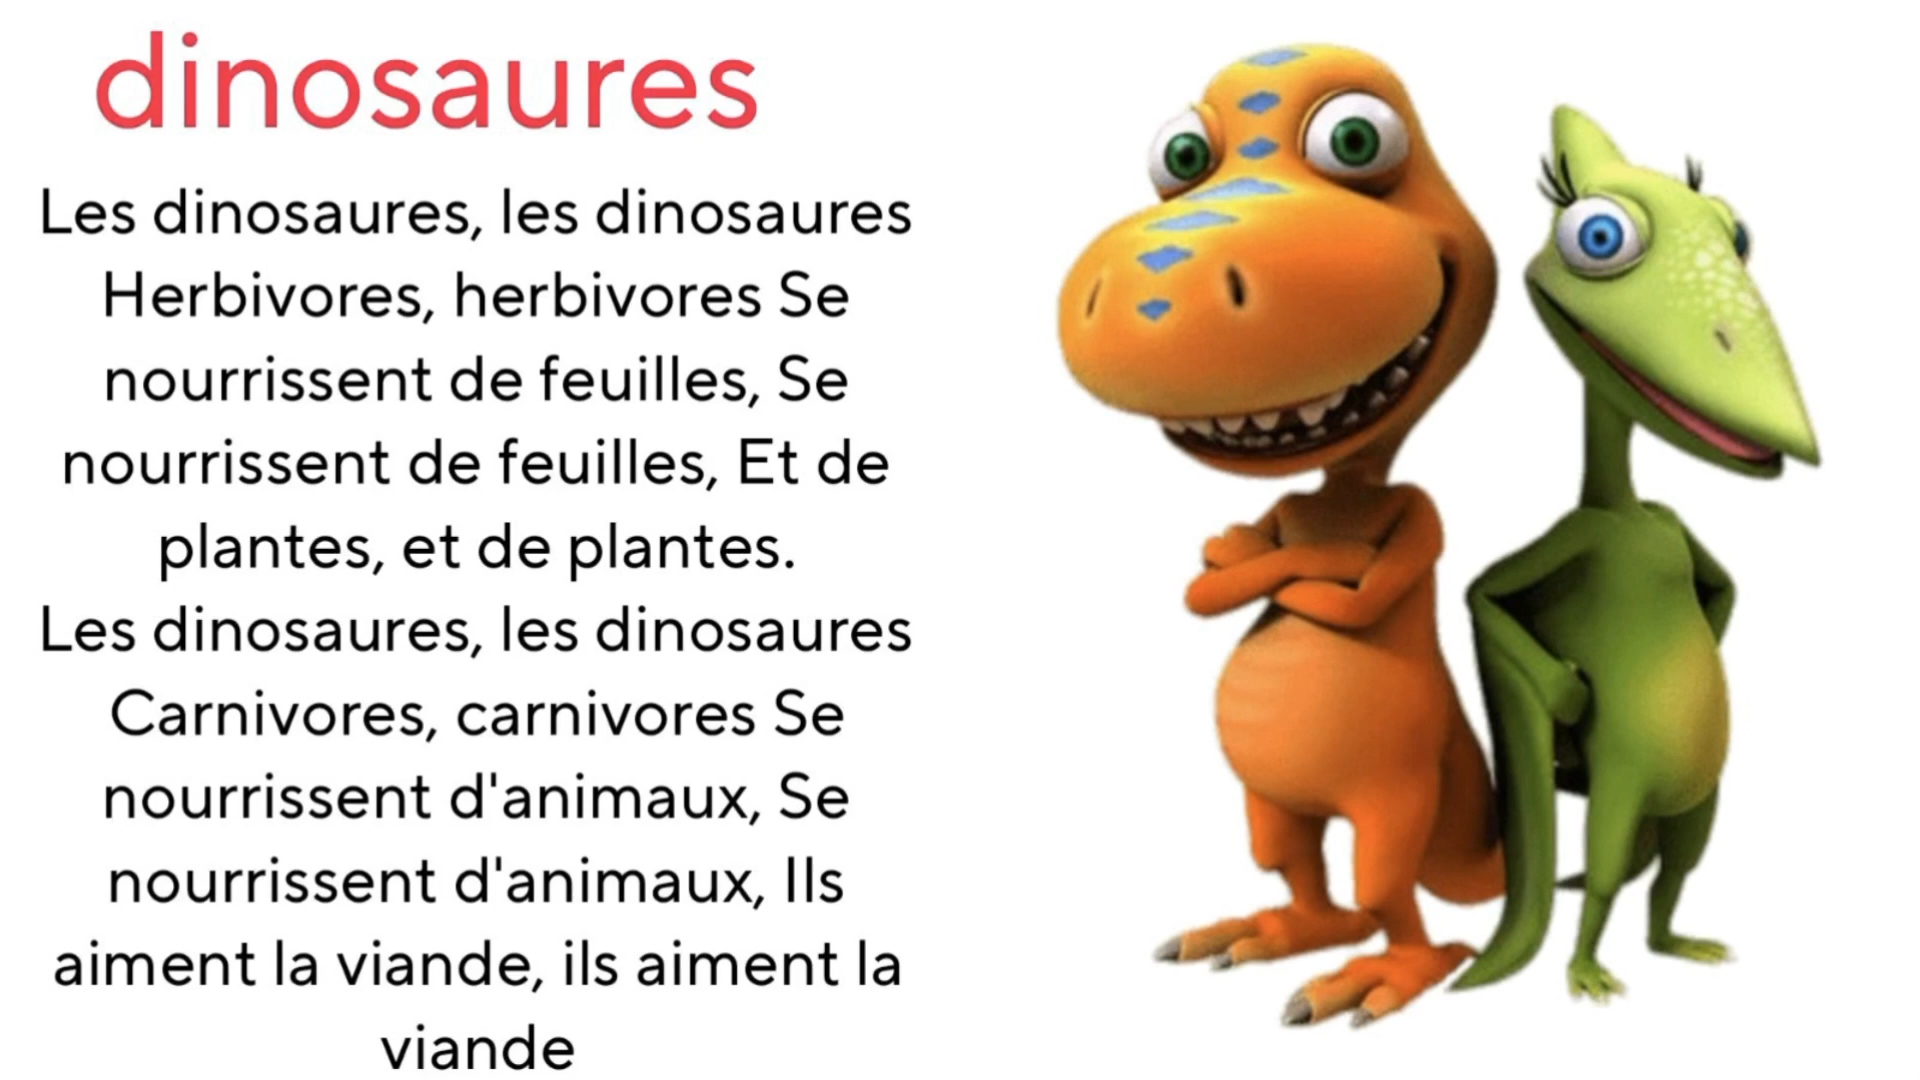 dinosaures
Les dinosaures, les dinosaures
Herbivores, herbivores Se
nourrissent de feuilles, Se
nourrissent de feuilles, Et de
plantes, et de plantes.
Les dinosaures, les dinosaures
Carnivores, carnivores Se
nourrissent d'animaux, Se
nourrissent d'animaux, Ils
aiment la viande, ils aiment la
viande